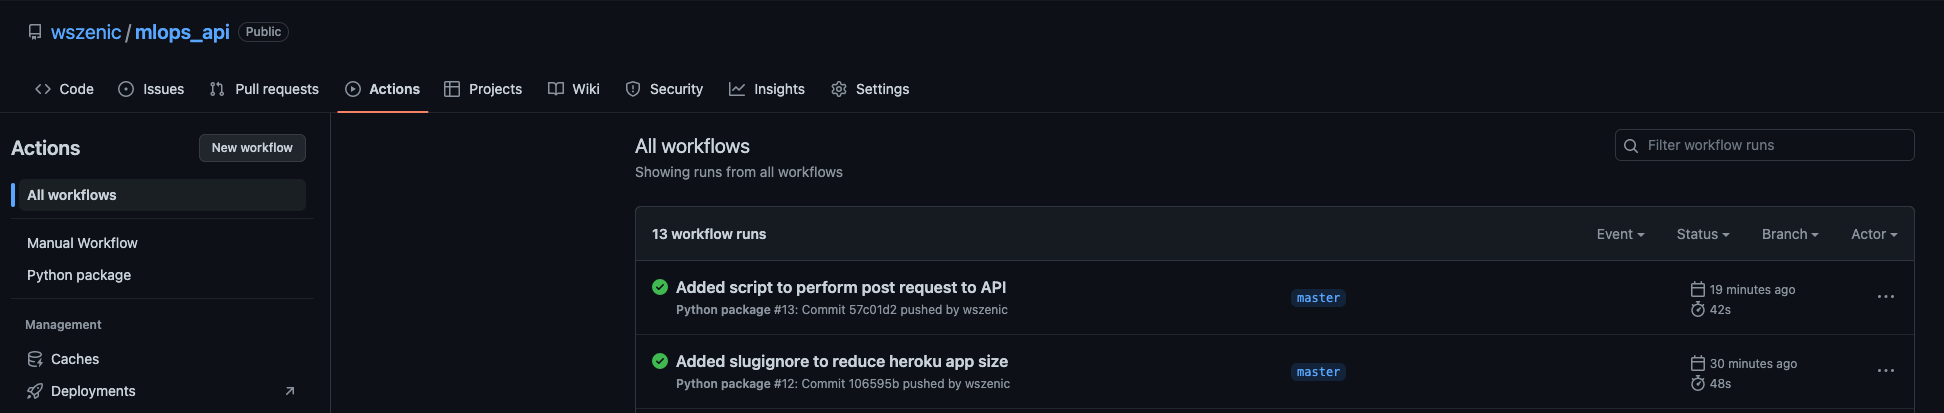 wszenic / mlops_api Public
Code Issues Pull requests Actions Projects Wiki Security Insights Settings
Actions New workflow
All workflows
Manual Workflow
Python package
Management
Caches
Deployments
All workflows
Showing runs from all workflows
Filter workflow runs
13 workflow runs Event Status Branch Actor
Added script to perform post request to API
Python package #13: Commit 57c01d2 pushed by wszenic
master
19 minutes ago
42s
Added slugignore to reduce heroku app size
Python package #12: Commit 106595b pushed by wszenic
master
30 minutes ago
48s